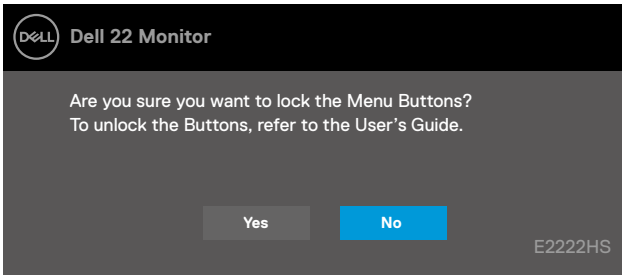 DELL Dell 22 Monitor
Are you sure you want to lock the Menu Buttons?
To unlock the Buttons, refer to the User’s Guide.
Yes No
E2222HS